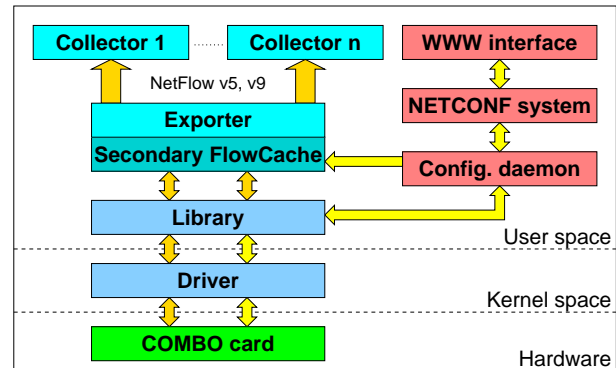 Collector 1
Collector n
WWW interface
NetFlow v5, v9
NETCONF system
Exporter
Secondary FlowCache
Config. daemon
Library
User space
Driver
Kernel space
COMBO card
Hardware